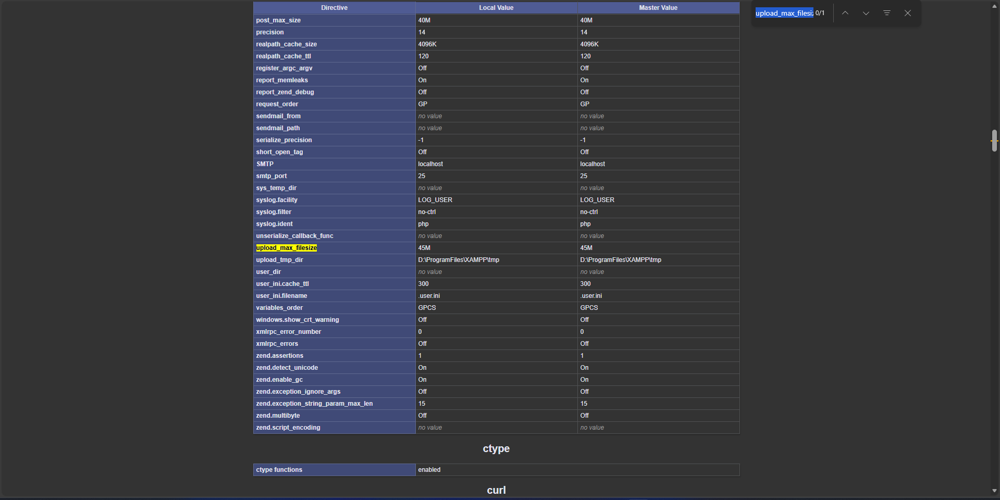 Directive Local Value Master Value
post_max_size 40M 40M
precision 14 14
realpath_cache_size 4096K 4096K
realpath_cache_ttl 120 120
register_argc_argv Off Off
report_memleaks On On
report_zend_debug Off Off
request_order GP GP
sendmail_from no value no value
sendmail_path no value no value
serialize_precision -1 -1
short_open_tag Off Off
SMTP localhost localhost
smtp_port 25 25
sys_temp_dir no value no value
syslog.facility LOG_USER LOG_USER
syslog.filter no-ctrl no-ctrl
syslog.ident php php
unserialize_callback_func no value no value
upload_max_filesize 45M 45M
upload_tmp_dir D:\ProgramFiles\XAMPP\tmp D:\ProgramFiles\XAMPP\tmp
user_dir no value no value
user_ini.cache_ttl 300 300
user_ini.filename .user.ini .user.ini
variables_order GPCS GPCS
windows.show_crt_warning Off Off
xmlrpc_error_number 0 0
xmlrpc_errors Off Off
zend.assertions 1 1
zend.detect_unicode On On
zend.enable_gc On On
zend.exception_ignore_args Off Off
zend.exception_string_param_max_len 15 15
zend.multibyte Off Off
zend.script_encoding no value no value
ctype
ctype functions enabled
curl
upload_max_filesiz 0/1